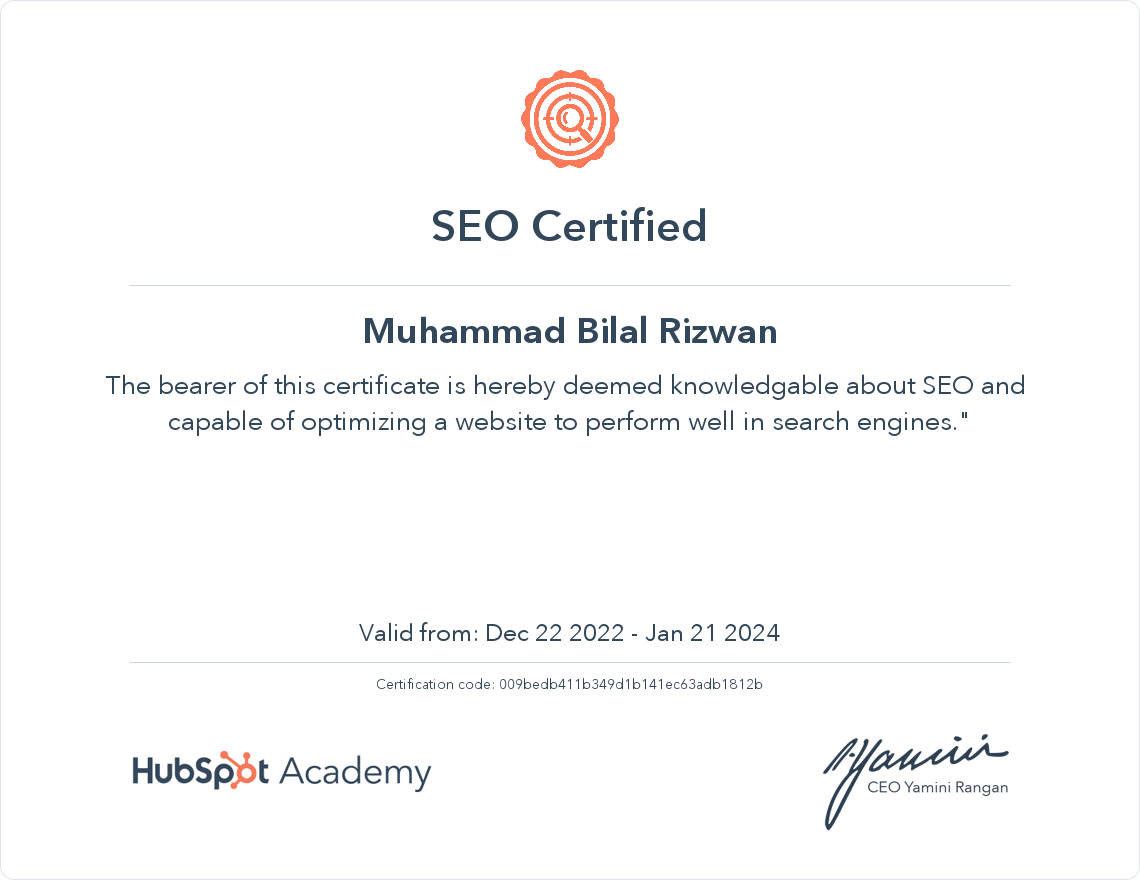 SEO Certified
Muhammad Bilal Rizwan
The bearer of this certificate is hereby deemed knowledgable about SEO and
capable of optimizing a website to perform well in search engines."
Valid from: Dec 22 2022 - Jan 21 2024
Certification code: 009bedb411b349d1b141ec63adb1812b
HubSpot Academy
Yamini
CEO Yamini Rangan